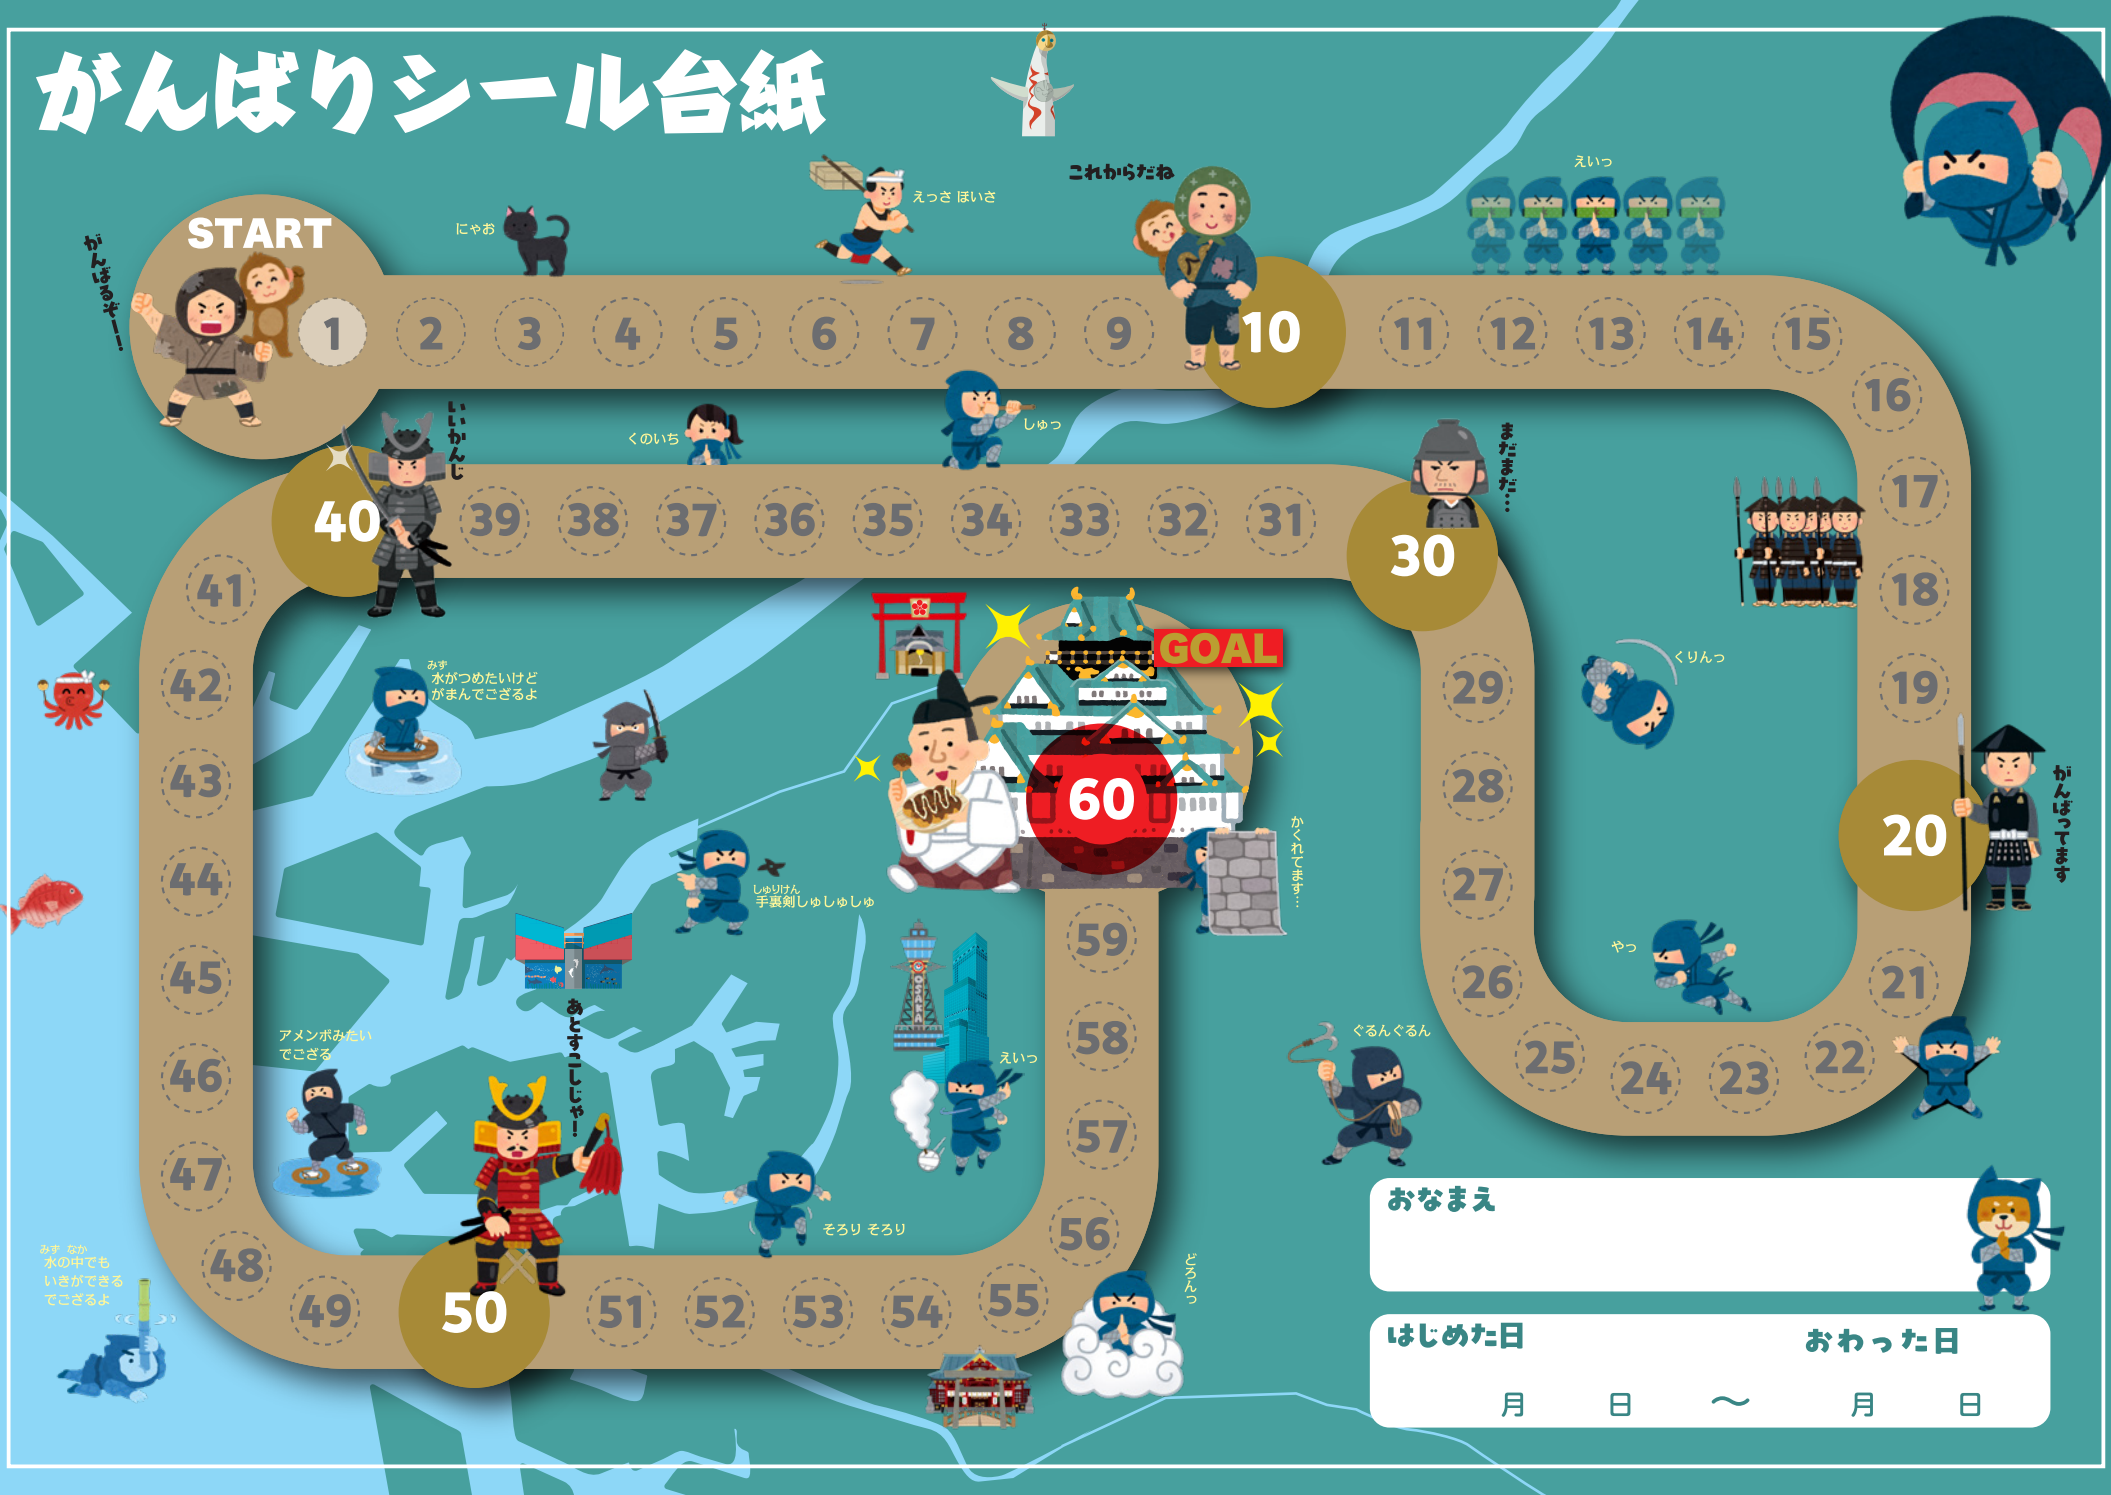 がんばりシール台紙
START
がんばるぞーー！
にゃお
えっさ ほいさ
これからだね
えいっ
1 2 3 4 5 6 7 8 9 10 11 12 13 14 15
16
17
18
19
20
がんばってます
21
22
23
24
25
26
27
28
29
30
まだまだ…
31
32
33
34
35
36
37
38
39
40
いいかんじ
くのいち
しゅっ
くりんっ
やっ
ぐるんぐるん
41
42
43
44
45
46
47
48
49
50
あとすこしじゃ！
51
52
53
54
55
56
57
58
59
60
GOAL
かくれてます…
みず
水がつめたいけど
がまんでござるよ
しゅりけん
手裏剣しゅしゅしゅ
アメンボみたい
でござる
OSAKA
えいっ
そろり そろり
どろんっ
みず なか
水の中でも
いきができる
でござるよ
おなまえ
はじめた日 おわった日
月 日 〜 月 日